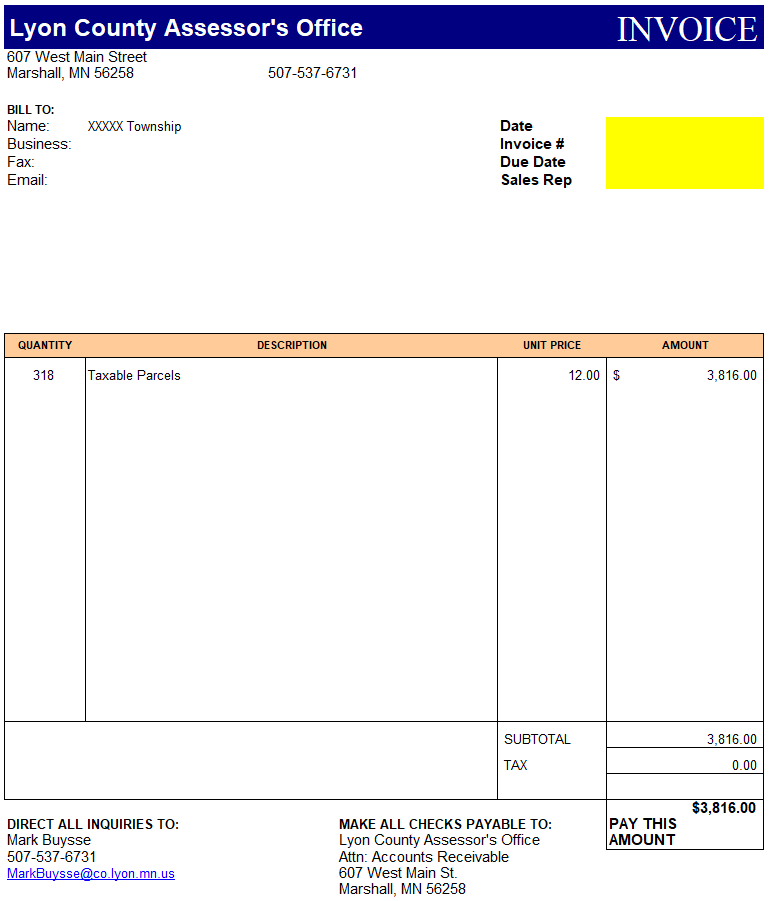 Lyon County Assessor's Office INVOICE
607 West Main Street
Marshall, MN 56258 507-537-6731
BILL TO:
Name: XXXXX Township Date
Business: Invoice #
Fax: Due Date
Email: Sales Rep
QUANTITY DESCRIPTION UNIT PRICE AMOUNT
318 Taxable Parcels 12.00 $ 3,816.00
SUBTOTAL 3,816.00
TAX 0.00
$3,816.00
DIRECT ALL INQUIRIES TO: MAKE ALL CHECKS PAYABLE TO: PAY THIS
Mark Buysse Lyon County Assessor's Office AMOUNT
507-537-6731 Attn: Accounts Receivable
MarkBuysse@co.lyon.mn.us 607 West Main St.
Marshall, MN 56258